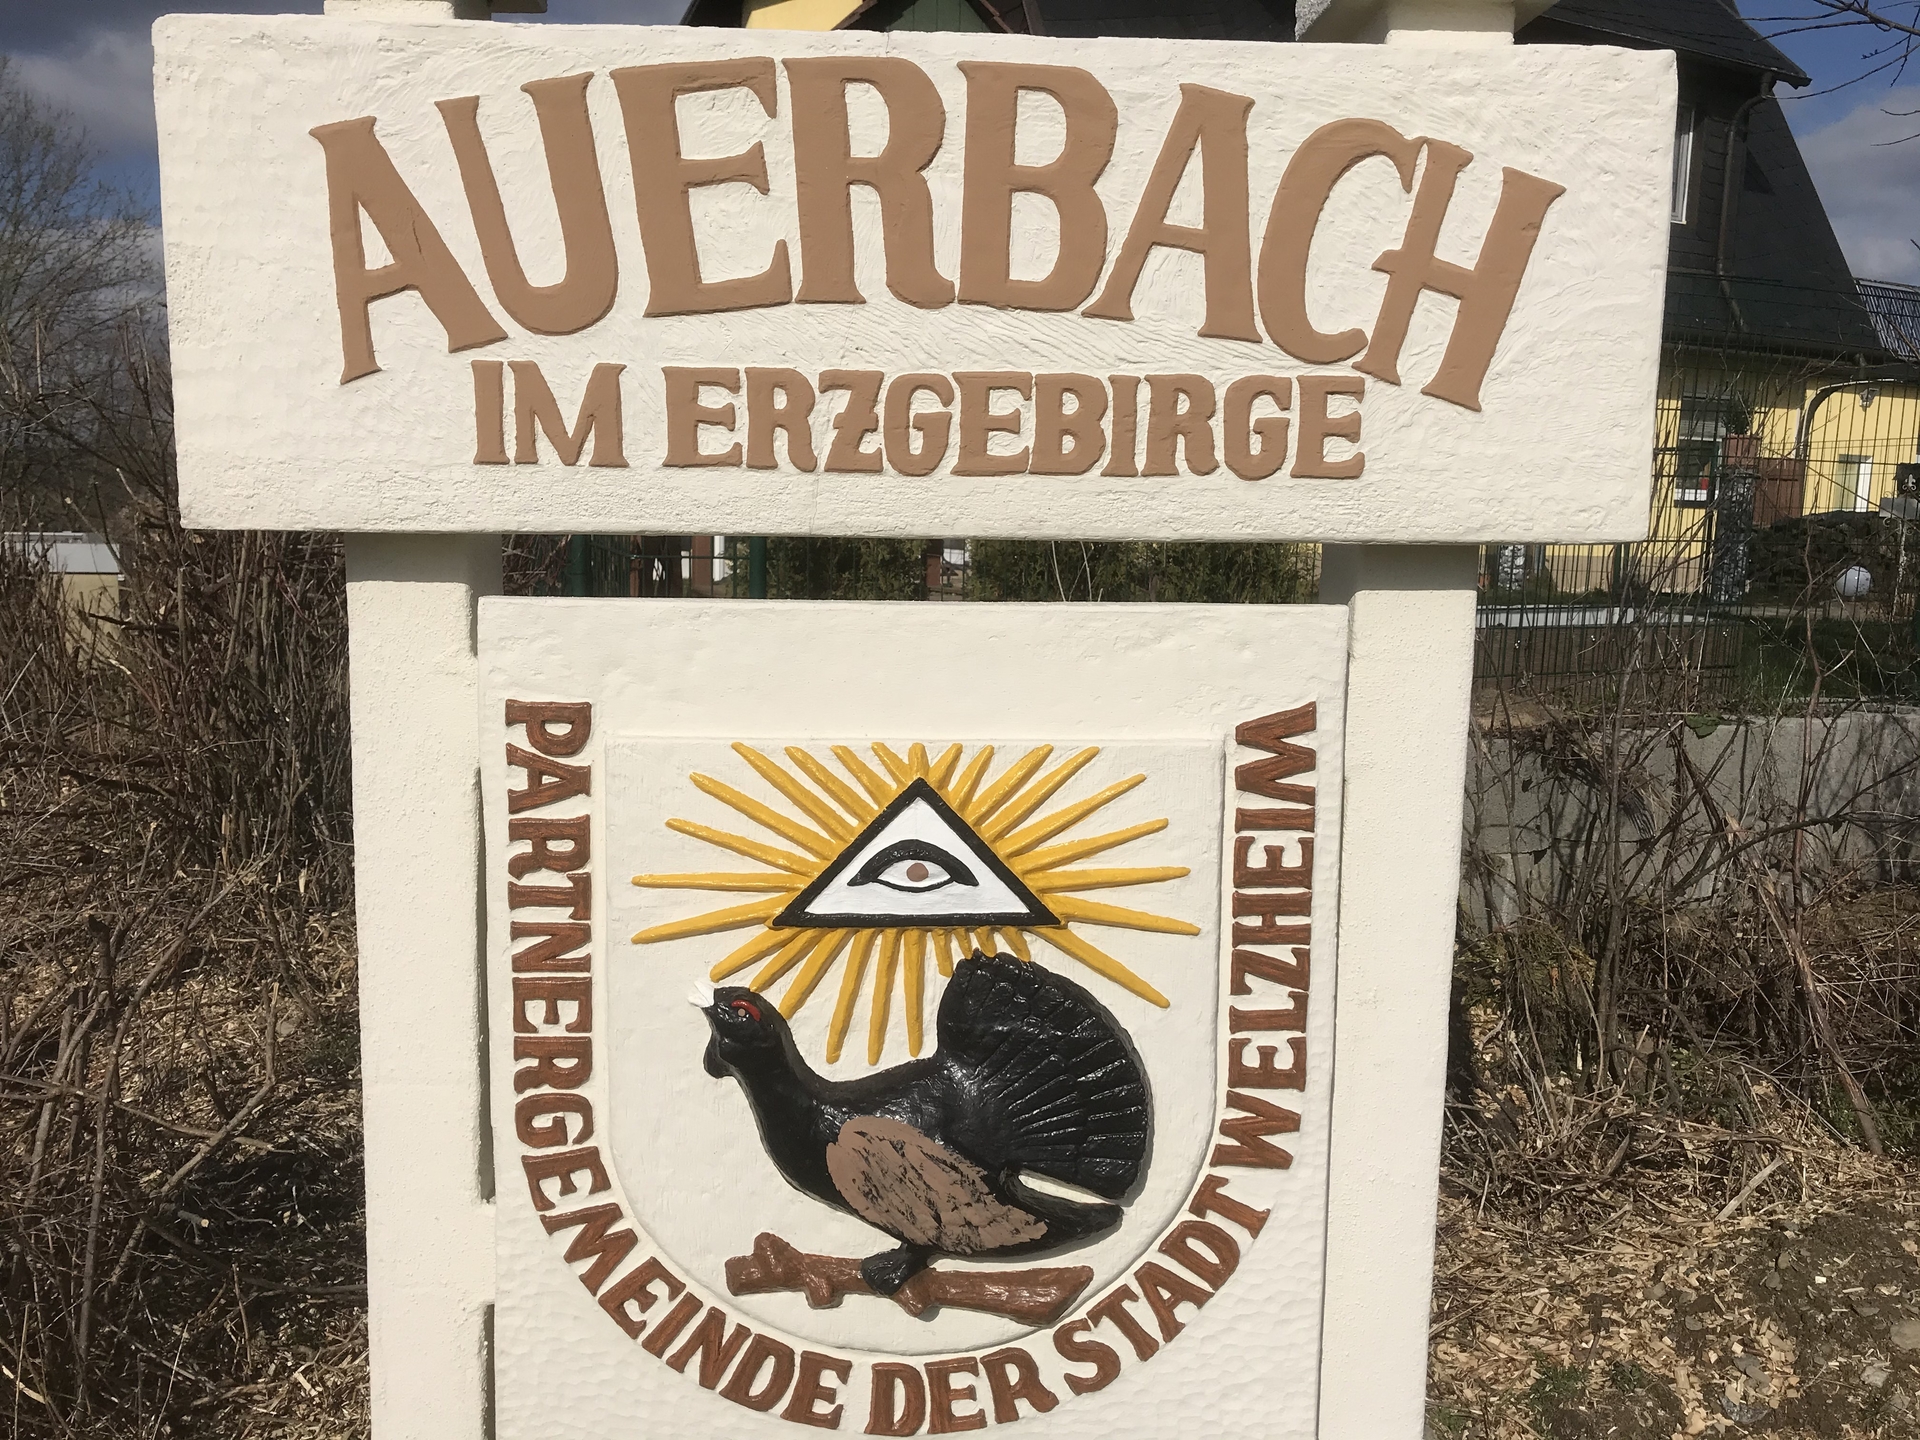 AUERBACH
IM ERZGEBIRGE
PARTNERGEMEINDE DER STADT WELZHEIM